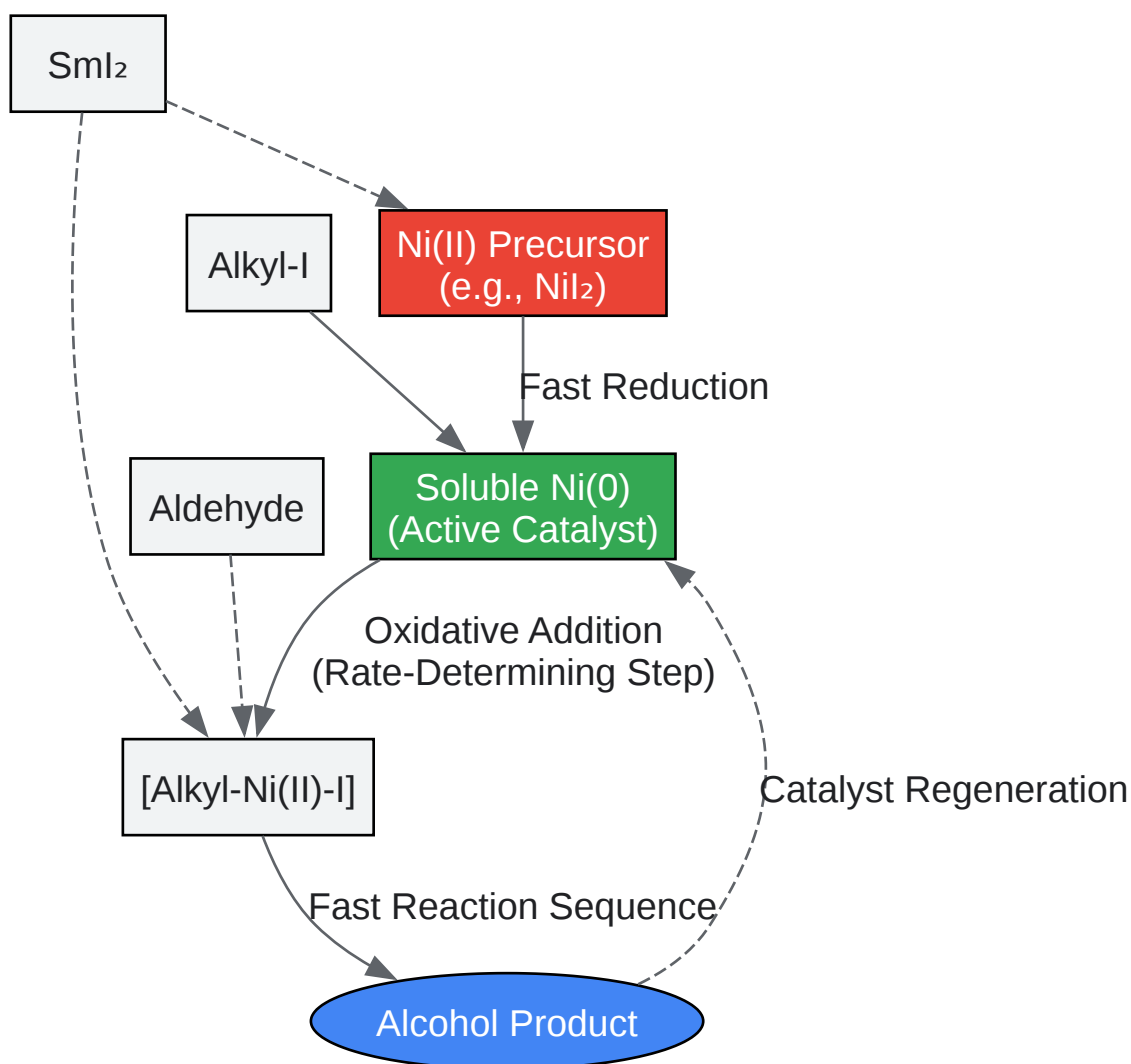 SmI₂
Alkyl-I
Ni(II) Precursor
(e.g., NiI₂)
Fast Reduction
Aldehyde
Soluble Ni(0)
(Active Catalyst)
Oxidative Addition
(Rate-Determining Step)
[Alkyl-Ni(II)-I]
Catalyst Regeneration
Fast Reaction Sequence
Alcohol Product